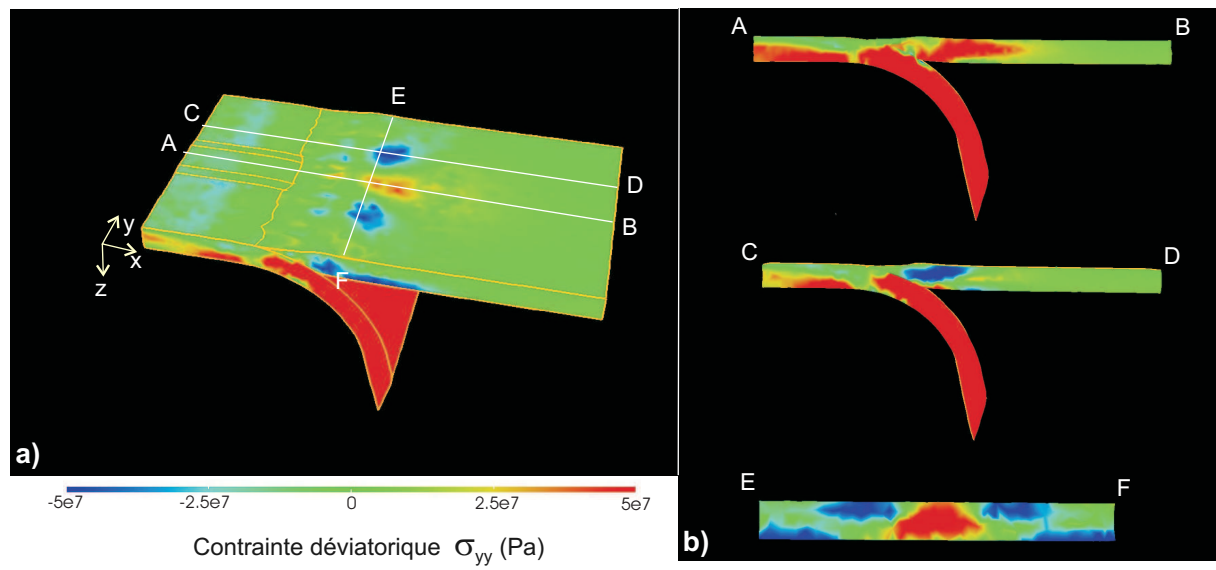 E
C
A
D
B
y
x
z
F
a)
-5e7 -2.5e7 0 2.5e7 5e7
Contrainte déviatorique σyy (Pa)
A B
C D
E F
b)